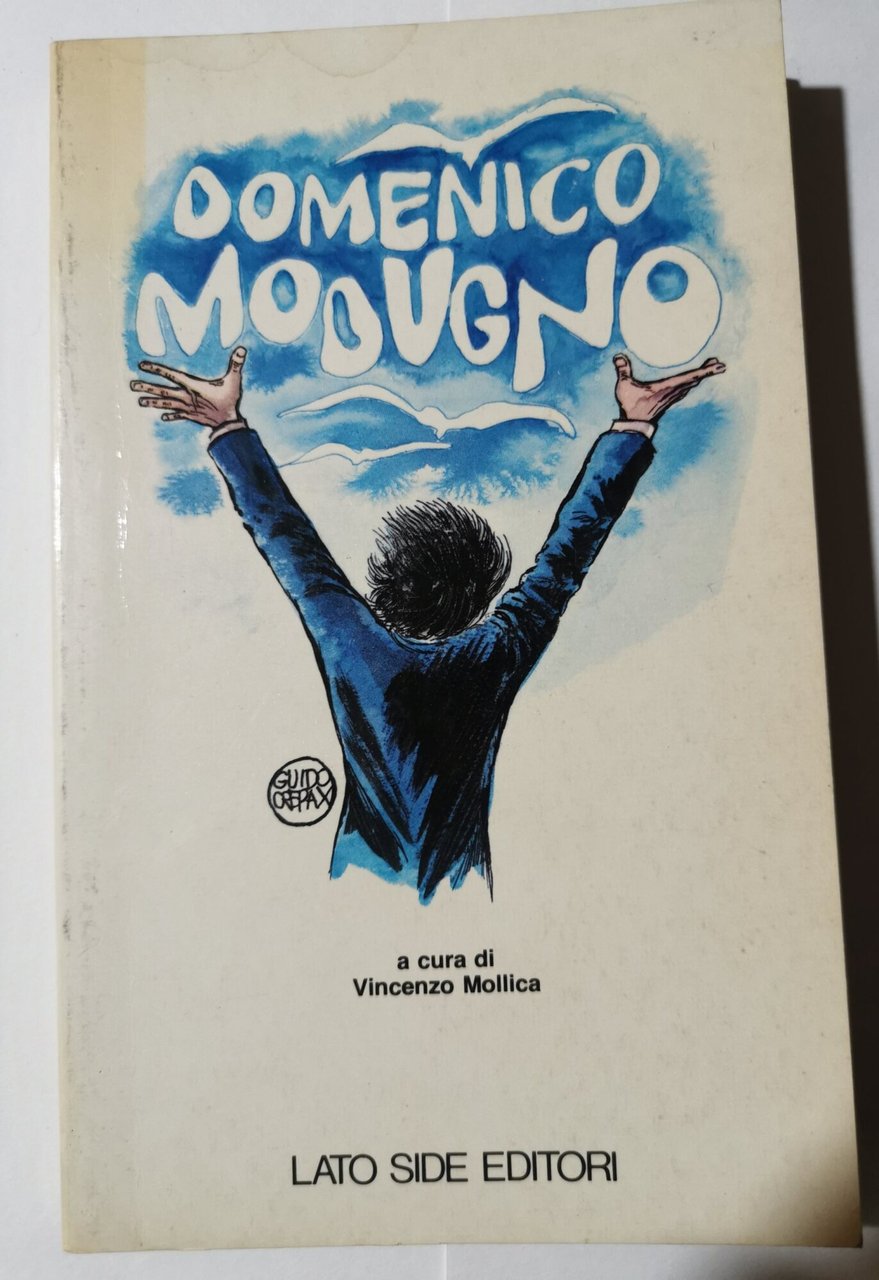 DOMENICO
MODUGNO
GUIDO
CREPAX
a cura di
Vincenzo Mollica
LATO SIDE EDITORI